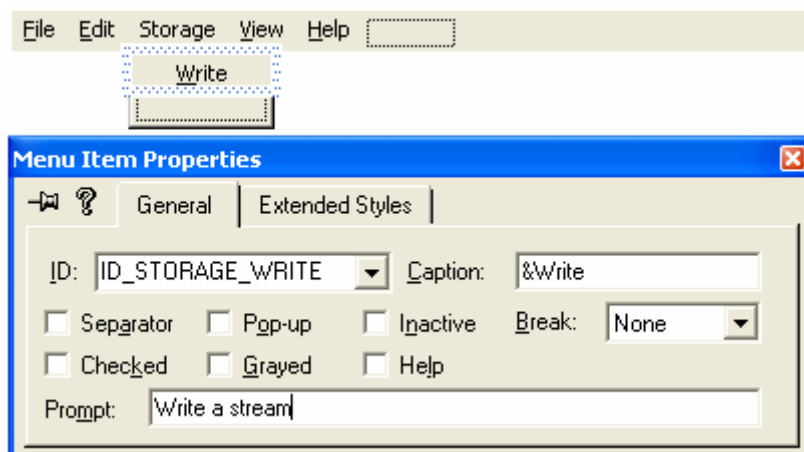 File Edit Storage View Help
Write
Menu Item Properties
? General Extended Styles
ID: ID_STORAGE_WRITE Caption: &Write
Separator Pop-up Inactive Break: None
Checked Grayed Help
Prompt: Write a stream